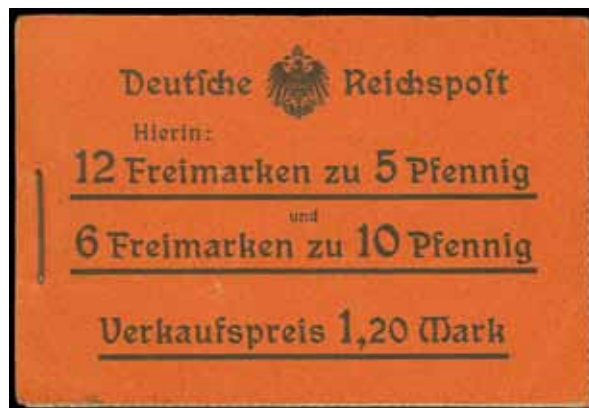 Deutſche Reichspoſt
Hierin:
12 Freimarken zu 5 Pfennig
und
6 Freimarken zu 10 Pfennig
Verkaufspreis 1,20 Mark